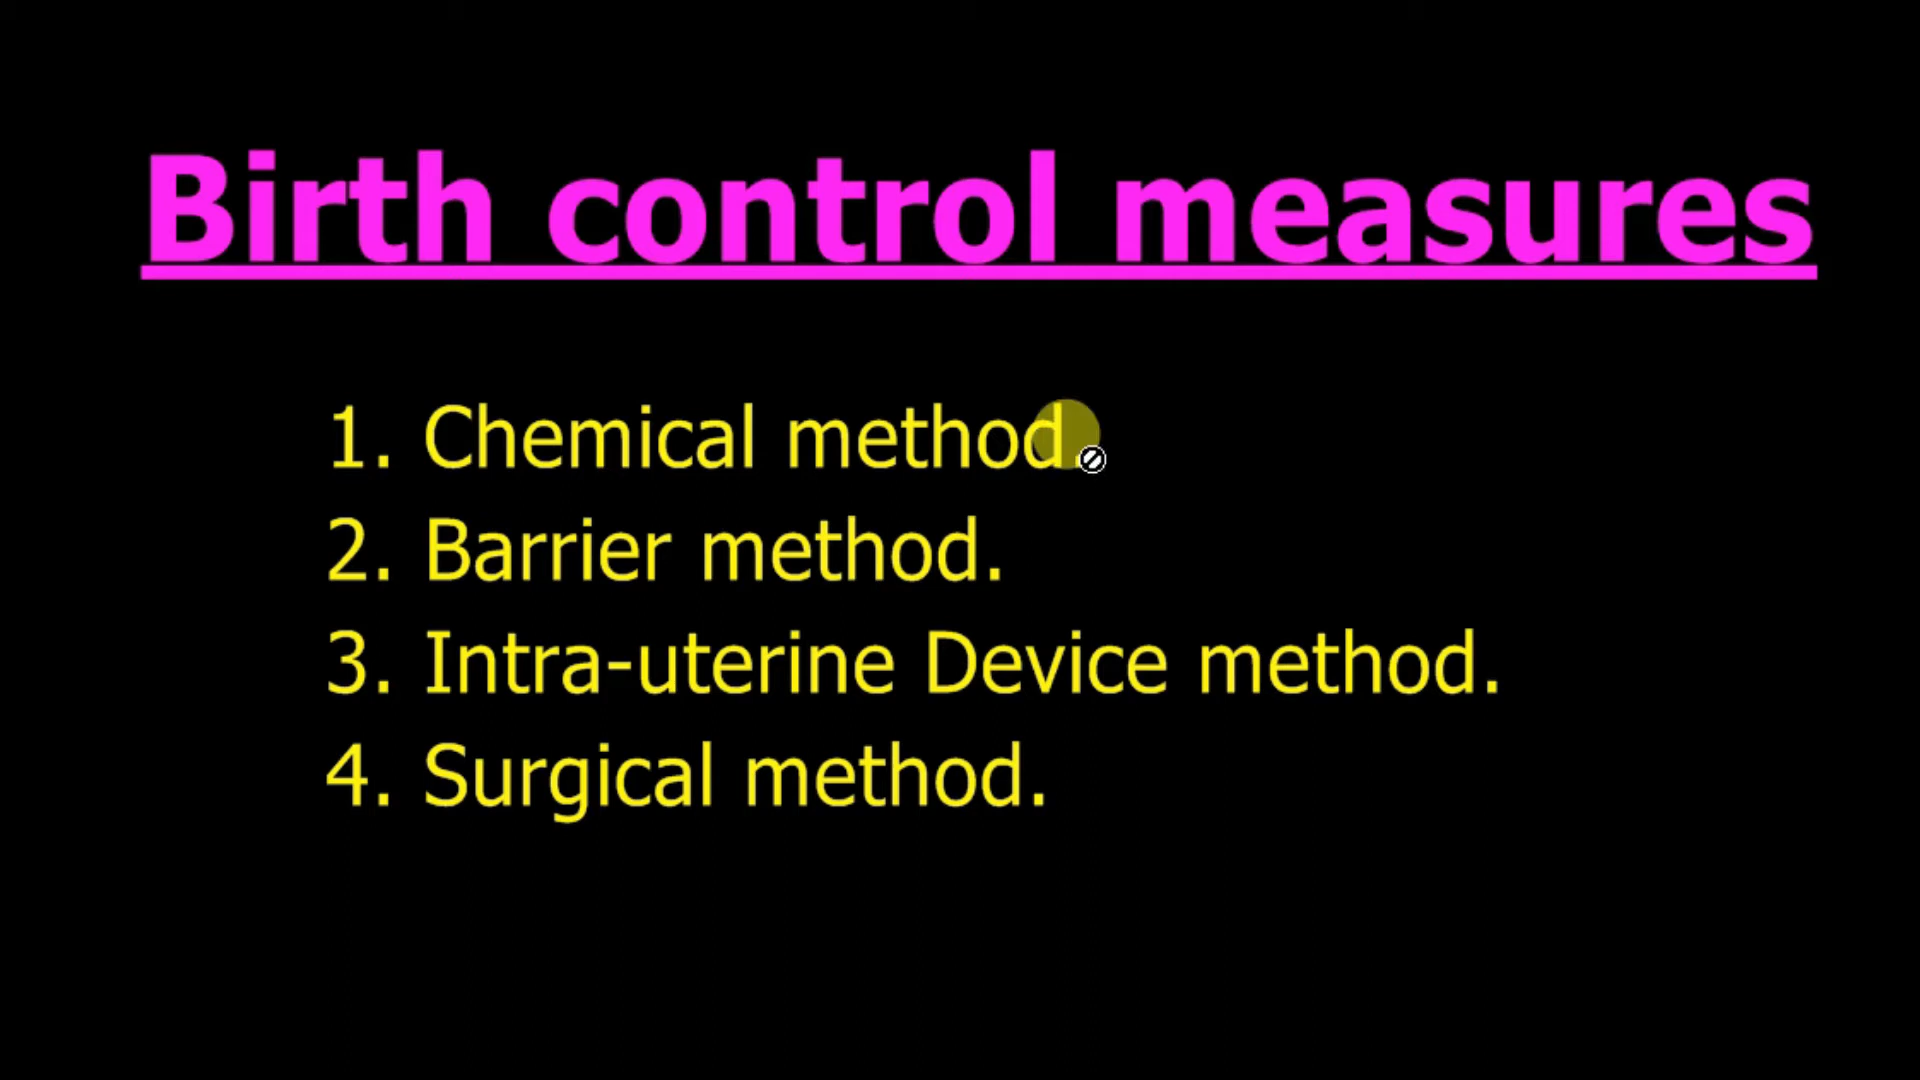 Birth control measures
1. Chemical method.
2. Barrier method.
3. Intra-uterine Device method.
4. Surgical method.